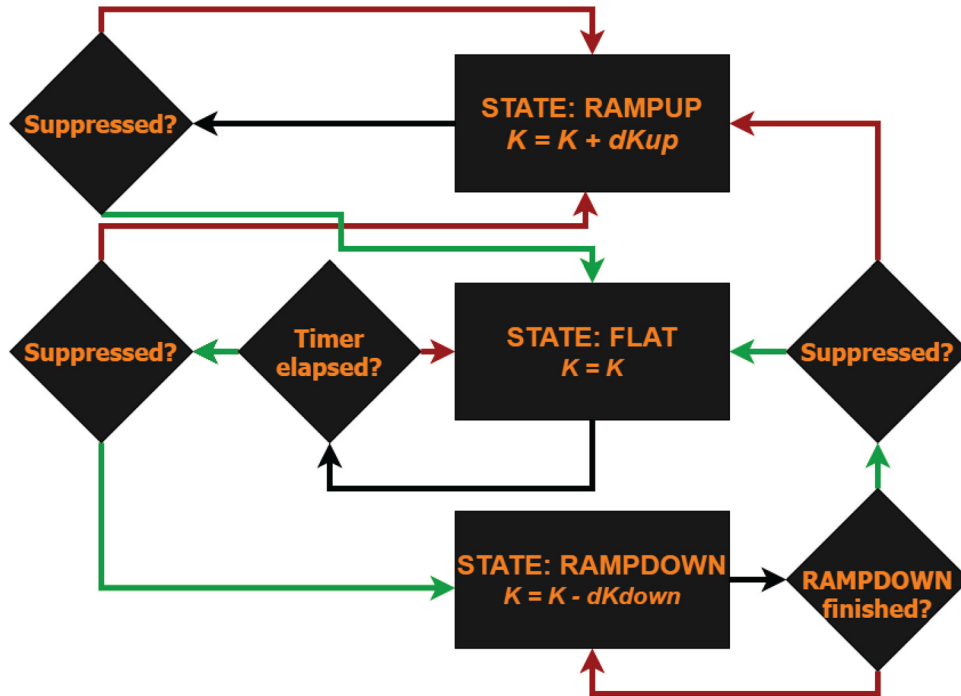 STATE: RAMPUP
K = K + dKup
Suppressed?
STATE: FLAT
K = K
Timer
elapsed?
Suppressed?
Suppressed?
STATE: RAMPDOWN
K = K - dKdown
RAMPDOWN
finished?